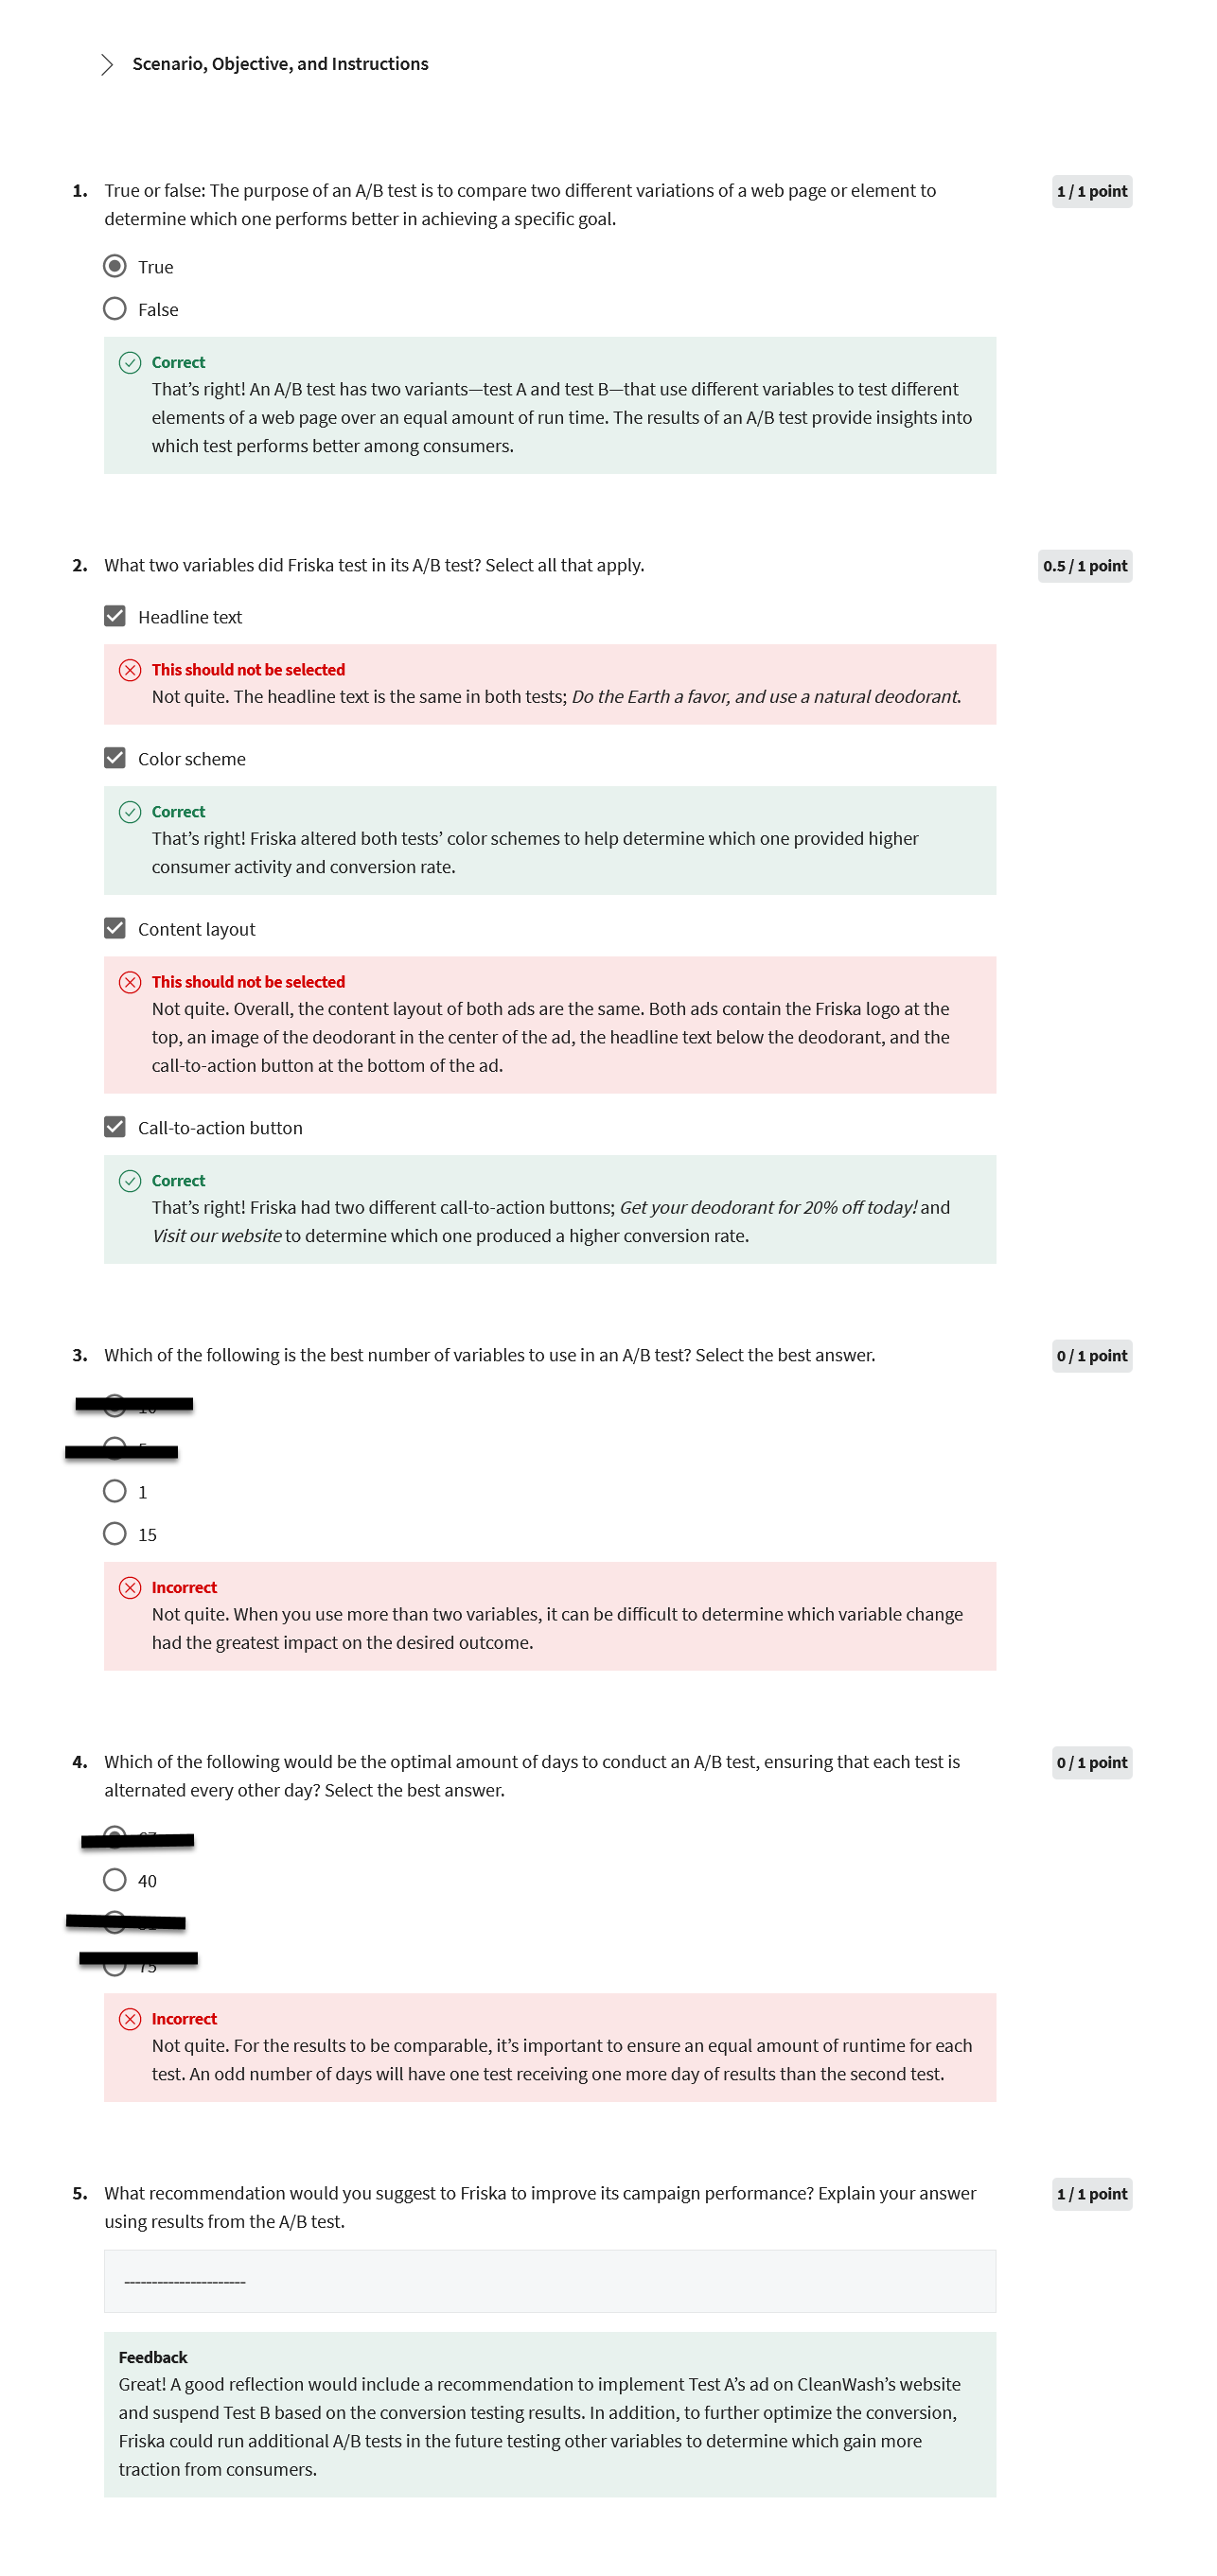 Scenario, Objective, and Instructions
1. True or false: The purpose of an A/B test is to compare two different variations of a web page or element to
determine which one performs better in achieving a specific goal.
1 / 1 point
True
False
Correct
That’s right! An A/B test has two variants—test A and test B—that use different variables to test different
elements of a web page over an equal amount of run time. The results of an A/B test provide insights into
which test performs better among consumers.
2. What two variables did Friska test in its A/B test? Select all that apply.
0.5 / 1 point
Headline text
This should not be selected
Not quite. The headline text is the same in both tests; Do the Earth a favor, and use a natural deodorant.
Color scheme
Correct
That’s right! Friska altered both tests’ color schemes to help determine which one provided higher
consumer activity and conversion rate.
Content layout
This should not be selected
Not quite. Overall, the content layout of both ads are the same. Both ads contain the Friska logo at the
top, an image of the deodorant in the center of the ad, the headline text below the deodorant, and the
call-to-action button at the bottom of the ad.
Call-to-action button
Correct
That’s right! Friska had two different call-to-action buttons; Get your deodorant for 20% off today! and
Visit our website to determine which one produced a higher conversion rate.
3. Which of the following is the best number of variables to use in an A/B test? Select the best answer.
0 / 1 point
1
15
Incorrect
Not quite. When you use more than two variables, it can be difficult to determine which variable change
had the greatest impact on the desired outcome.
4. Which of the following would be the optimal amount of days to conduct an A/B test, ensuring that each test is
alternated every other day? Select the best answer.
0 / 1 point
40
75
Incorrect
Not quite. For the results to be comparable, it’s important to ensure an equal amount of runtime for each
test. An odd number of days will have one test receiving one more day of results than the second test.
5. What recommendation would you suggest to Friska to improve its campaign performance? Explain your answer
using results from the A/B test.
1 / 1 point
----------------------
Feedback
Great! A good reflection would include a recommendation to implement Test A’s ad on CleanWash’s website
and suspend Test B based on the conversion testing results. In addition, to further optimize the conversion,
Friska could run additional A/B tests in the future testing other variables to determine which gain more
traction from consumers.